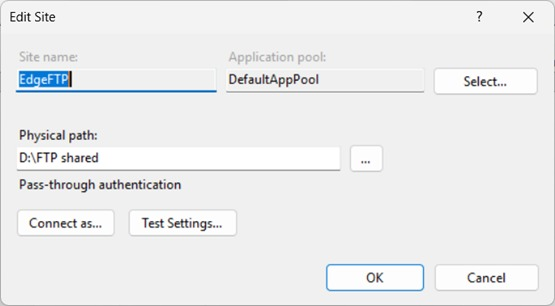 Edit Site
Site name: Application pool:
EdgeFTP DefaultAppPool Select...
Physical path:
D:\FTP shared ...
Pass-through authentication
Connect as... Test Settings...
OK Cancel